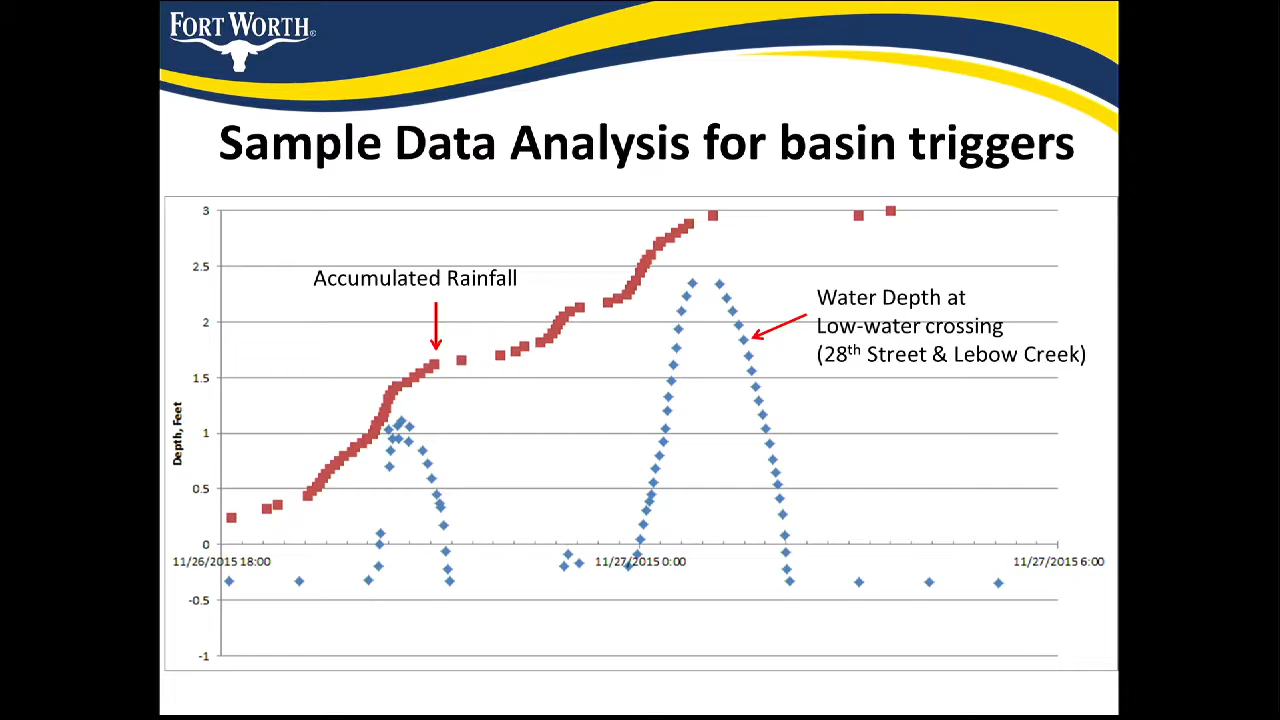 FORT WORTH®
Sample Data Analysis for basin triggers
3
2.5
2
1.5
1
0.5
0
-0.5
-1
Depth, Feet
Accumulated Rainfall
Water Depth at
Low-water crossing
(28th Street & Lebow Creek)
11/26/2015 18:00
11/27/2015 0:00
11/27/2015 6:00